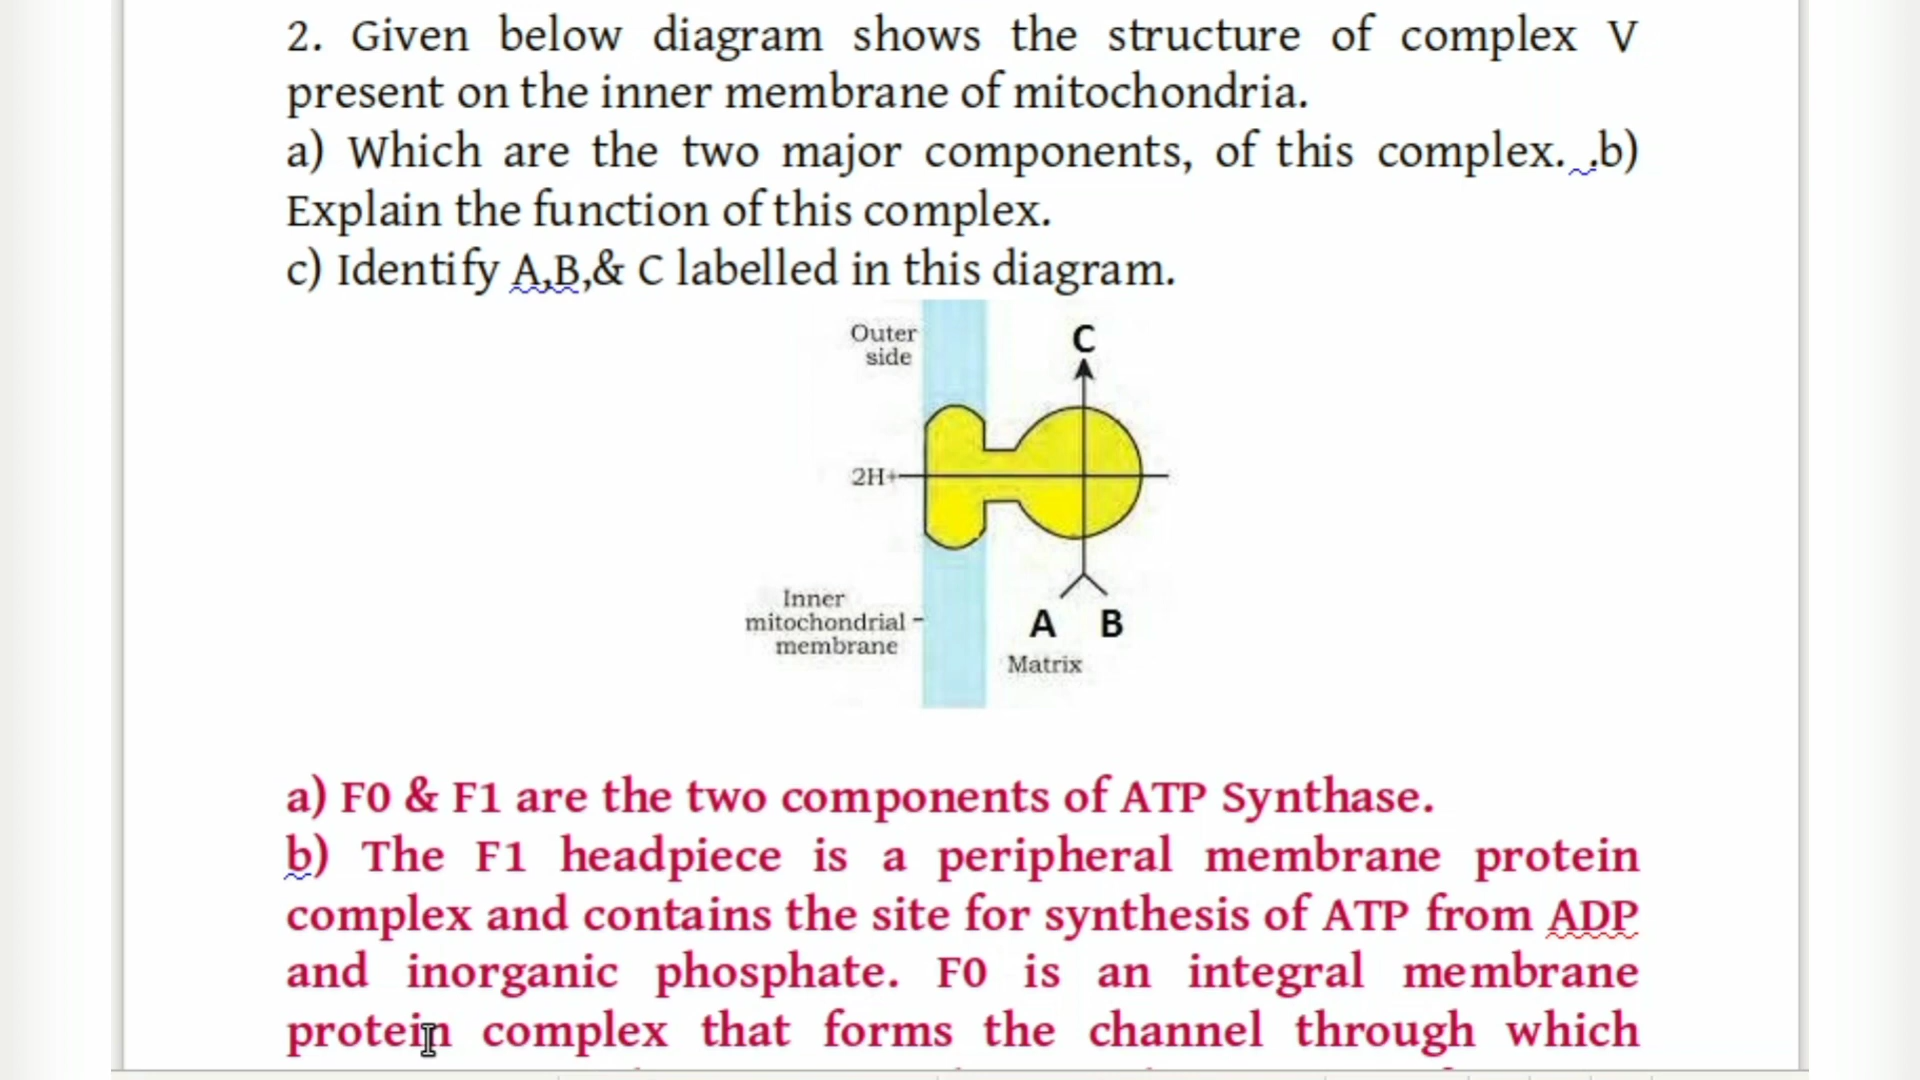 2. Given below diagram shows the structure of complex V
present on the inner membrane of mitochondria.
a) Which are the two major components, of this complex. .b)
Explain the function of this complex.
c) Identify A,B,& C labelled in this diagram.
Outer
side
C
2H+
Inner
mitochondrial
membrane
A B
Matrix
a) F0 & F1 are the two components of ATP Synthase.
b) The F1 headpiece is a peripheral membrane protein
complex and contains the site for synthesis of ATP from ADP
and inorganic phosphate. F0 is an integral membrane
protein complex that forms the channel through which